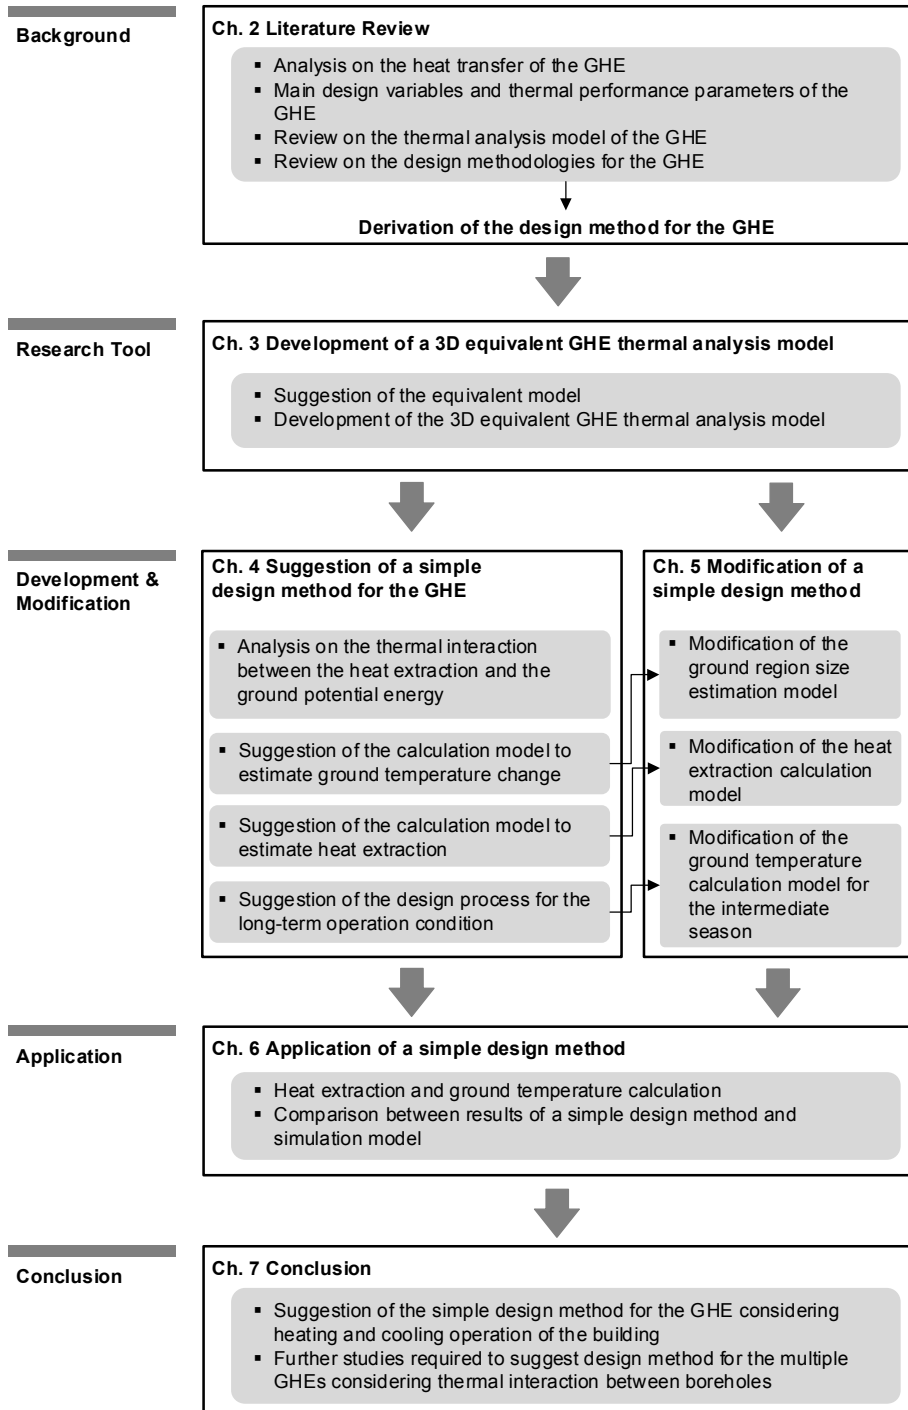 Background
Ch. 2 Literature Review
▪ Analysis on the heat transfer of the GHE
▪ Main design variables and thermal performance parameters of the
GHE
▪ Review on the thermal analysis model of the GHE
▪ Review on the design methodologies for the GHE
Derivation of the design method for the GHE
Research Tool
Ch. 3 Development of a 3D equivalent GHE thermal analysis model
▪ Suggestion of the equivalent model
▪ Development of the 3D equivalent GHE thermal analysis model
Development &
Modification
Ch. 4 Suggestion of a simple
design method for the GHE
▪ Analysis on the thermal interaction
between the heat extraction and the
ground potential energy
▪ Suggestion of the calculation model to
estimate ground temperature change
▪ Suggestion of the calculation model to
estimate heat extraction
▪ Suggestion of the design process for the
long-term operation condition
Ch. 5 Modification of a
simple design method
▪ Modification of the
ground region size
estimation model
▪ Modification of the heat
extraction calculation
model
▪ Modification of the
ground temperature
calculation model for
the intermediate
season
Application
Ch. 6 Application of a simple design method
▪ Heat extraction and ground temperature calculation
▪ Comparison between results of a simple design method and
simulation model
Conclusion
Ch. 7 Conclusion
▪ Suggestion of the simple design method for the GHE considering
heating and cooling operation of the building
▪ Further studies required to suggest design method for the multiple
GHEs considering thermal interaction between boreholes